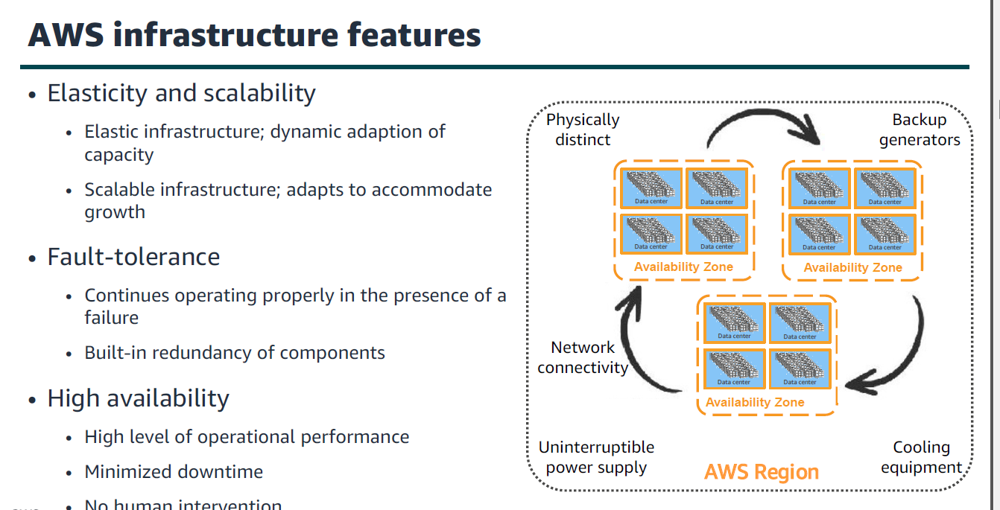 AWS infrastructure features
• Elasticity and scalability
• Elastic infrastructure; dynamic adaption of
capacity
• Scalable infrastructure; adapts to accommodate
growth
• Fault-tolerance
• Continues operating properly in the presence of a
failure
• Built-in redundancy of components
• High availability
• High level of operational performance
• Minimized downtime
• No human intervention
Physically
distinct
Backup
generators
Data center
Data center
Data center
Data center
Availability Zone
Data center
Data center
Data center
Data center
Availability Zone
Network
connectivity
Data center
Data center
Data center
Data center
Availability Zone
Uninterruptible
power supply
AWS Region
Cooling
equipment